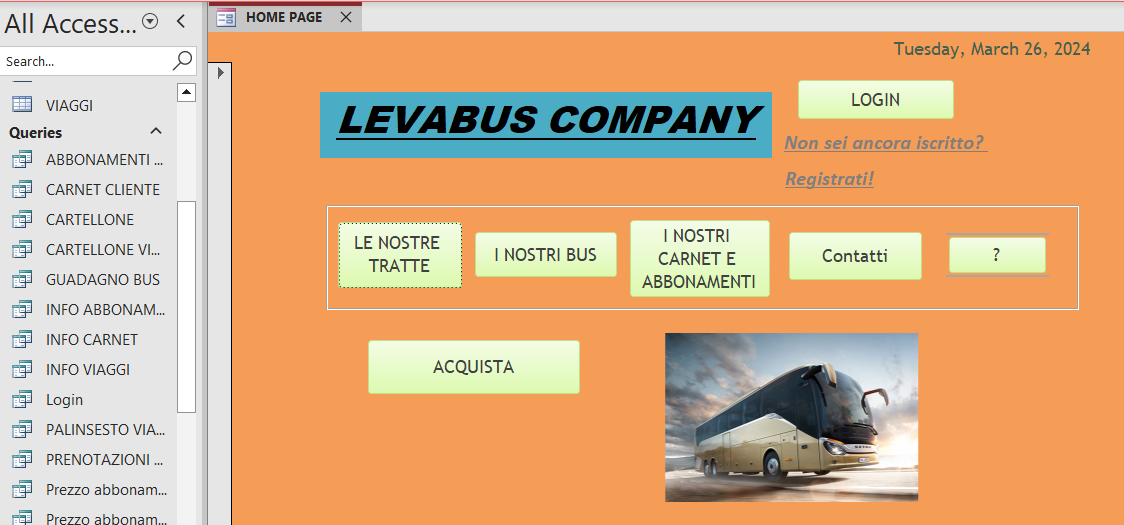 All Access...
Search...
VIAGGI
Queries
ABBONAMENTI ...
CARNET CLIENTE
CARTELLONE
CARTELLONE VI...
GUADAGNO BUS
INFO ABBONAM...
INFO CARNET
INFO VIAGGI
Login
PALINSESTO VIA...
PRENOTAZIONI ...
Prezzo abbonam...
Prezzo abbonam...
HOME PAGE
Tuesday, March 26, 2024
LEVABUS COMPANY
LOGIN
Non sei ancora iscritto?
Registrati!
LE NOSTRE
TRATTE
I NOSTRI BUS
I NOSTRI
CARNET E
ABBONAMENTI
Contatti
?
ACQUISTA